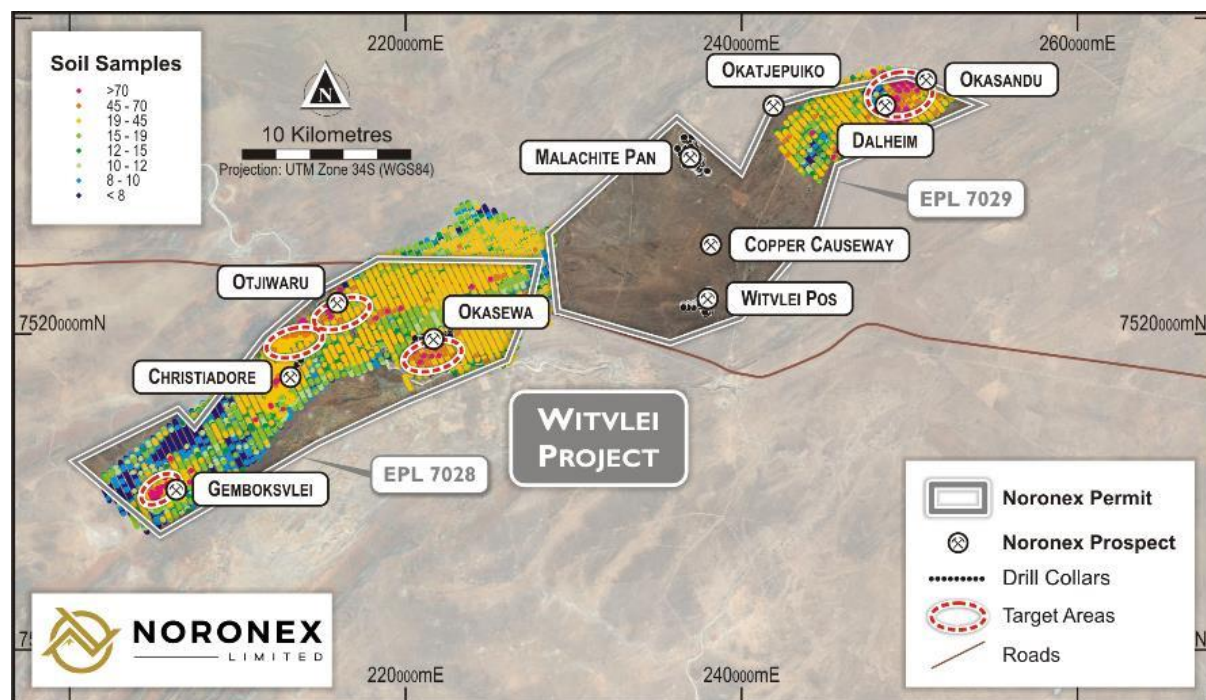 220000mE
240000mE
260000mE
Soil Samples
>70
45 - 70
19 - 45
15 - 19
12 - 15
10 - 12
8 - 10
< 8
N
10 Kilometres
Projection: UTM Zone 34S (WGS84)
OKATJEPUIKO
OKASANDU
DALHEIM
MALACHITE PAN
EPL 7029
COPPER CAUSEWAY
OTJIWARU
OKASEWA
WITVLEI POS
7520000mN
7520000mN
CHRISTIADORE
WITVLEI
PROJECT
EPL 7028
GEMBOKSVLEI
Noronex Permit
Noronex Prospect
Drill Collars
Target Areas
Roads
NORONEX
LIMITED
220000mE
240000mE